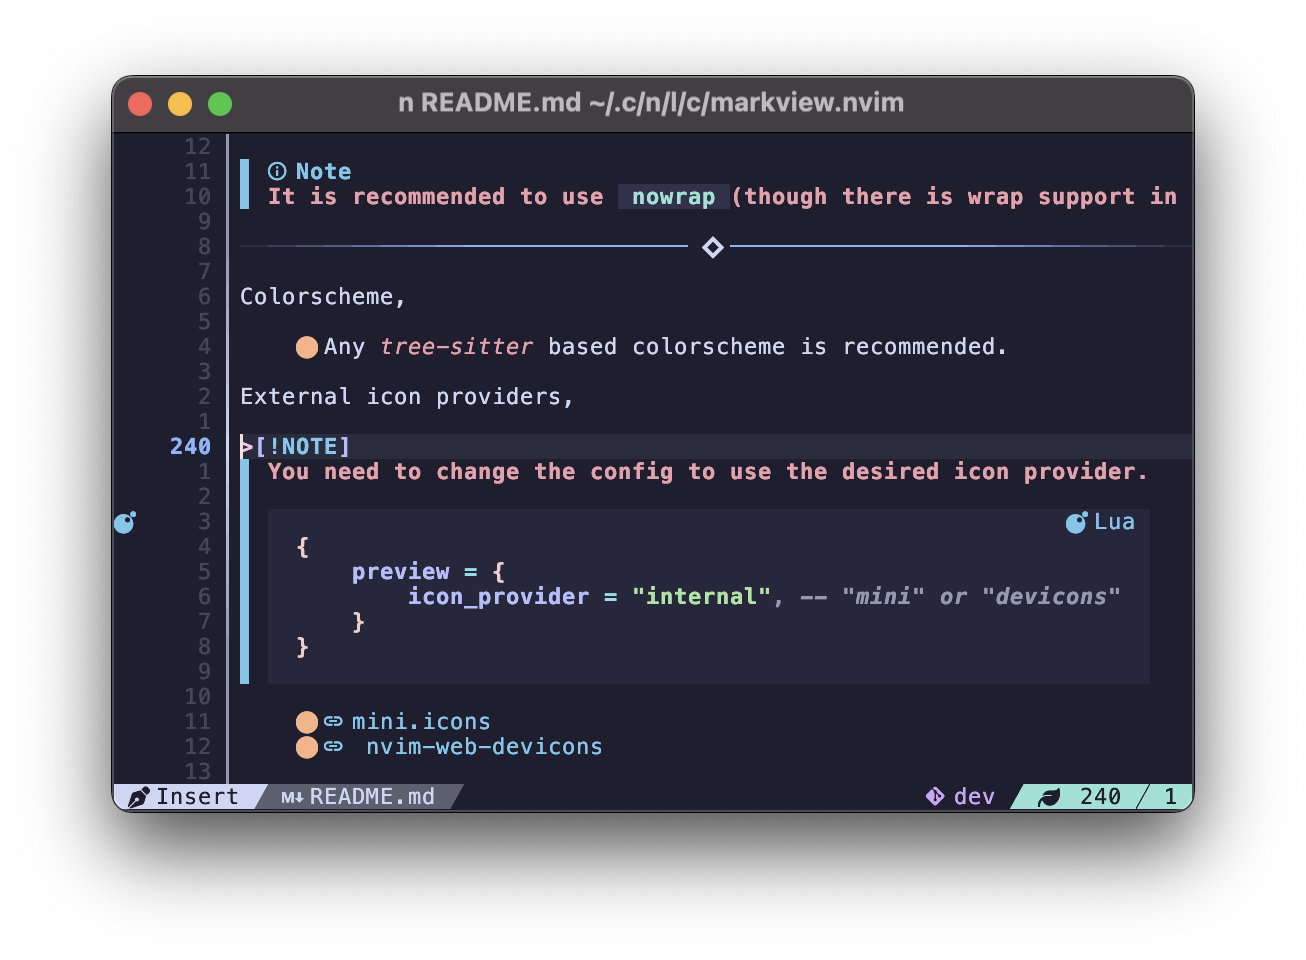 n README.md ~/.c/n/l/c/markview.nvim
12
11 Note
10 It is recommended to use nowrap (though there is wrap support in
9
8
7
6 Colorscheme,
5
4 Any tree-sitter based colorscheme is recommended.
3
2 External icon providers,
1
240 >[!NOTE]
1 You need to change the config to use the desired icon provider.
2
3 Lua
4 {
5 preview = {
6 icon_provider = "internal", -- "mini" or "devicons"
7 }
8 }
9
10
11 mini.icons
12 nvim-web-devicons
13
Insert M↓ README.md dev 240 / 1